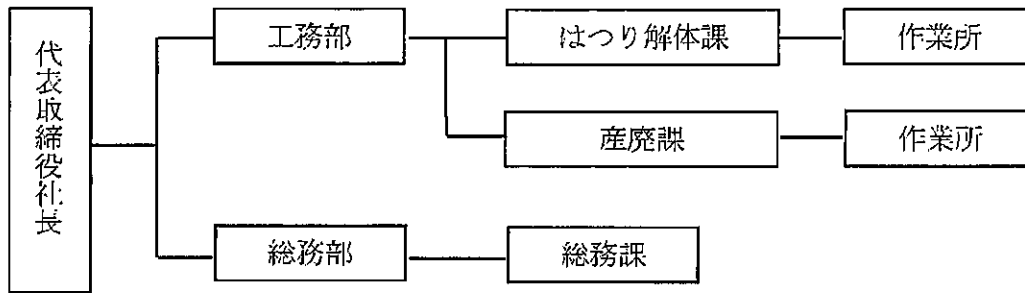 代表取締役社長
工務部
はつり解体課
作業所
産廃課
作業所
総務部
総務課